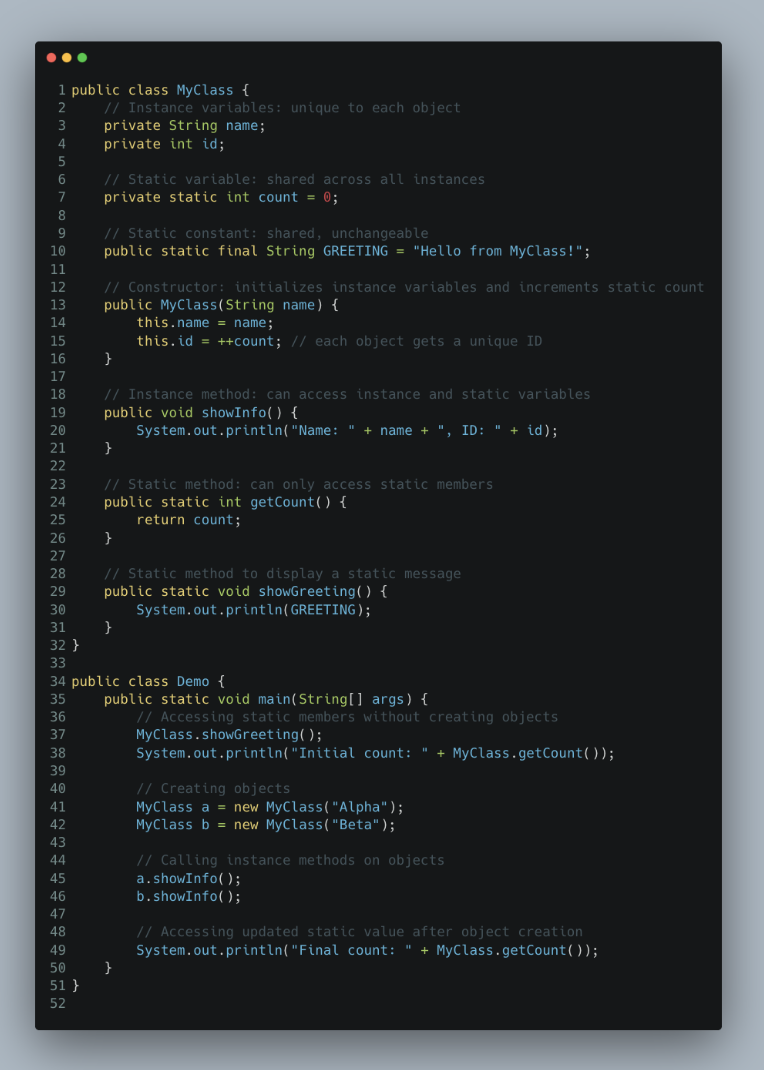 1 public class MyClass {
2     // Instance variables: unique to each object
3     private String name;
4     private int id;
5
6     // Static variable: shared across all instances
7     private static int count = 0;
8
9     // Static constant: shared, unchangeable
10     public static final String GREETING = "Hello from MyClass!";
11
12     // Constructor: initializes instance variables and increments static count
13     public MyClass(String name) {
14         this.name = name;
15         this.id = ++count; // each object gets a unique ID
16     }
17
18     // Instance method: can access instance and static variables
19     public void showInfo() {
20         System.out.println("Name: " + name + ", ID: " + id);
21     }
22
23     // Static method: can only access static members
24     public static int getCount() {
25         return count;
26     }
27
28     // Static method to display a static message
29     public static void showGreeting() {
30         System.out.println(GREETING);
31     }
32 }
33
34 public class Demo {
35     public static void main(String[] args) {
36         // Accessing static members without creating objects
37         MyClass.showGreeting();
38         System.out.println("Initial count: " + MyClass.getCount());
39
40         // Creating objects
41         MyClass a = new MyClass("Alpha");
42         MyClass b = new MyClass("Beta");
43
44         // Calling instance methods on objects
45         a.showInfo();
46         b.showInfo();
47
48         // Accessing updated static value after object creation
49         System.out.println("Final count: " + MyClass.getCount());
50     }
51 }
52